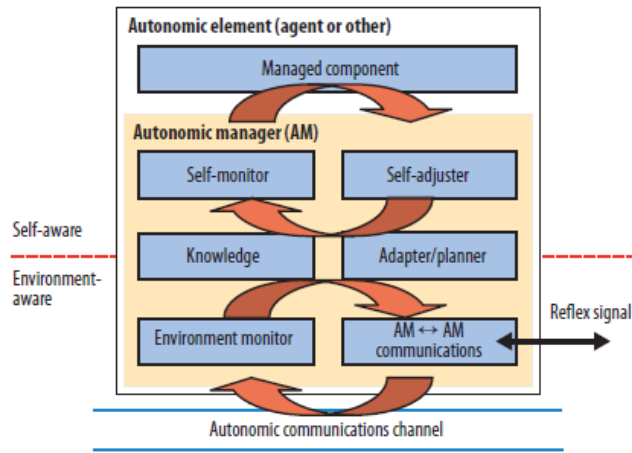 Autonomic element (agent or other)
Managed component
Autonomic manager (AM)
Self-monitor
Self-adjuster
Self-aware
Knowledge
Adapter/planner
Environment-
aware
Environment monitor
AM ↔ AM
communications
Reflex signal
Autonomic communications channel